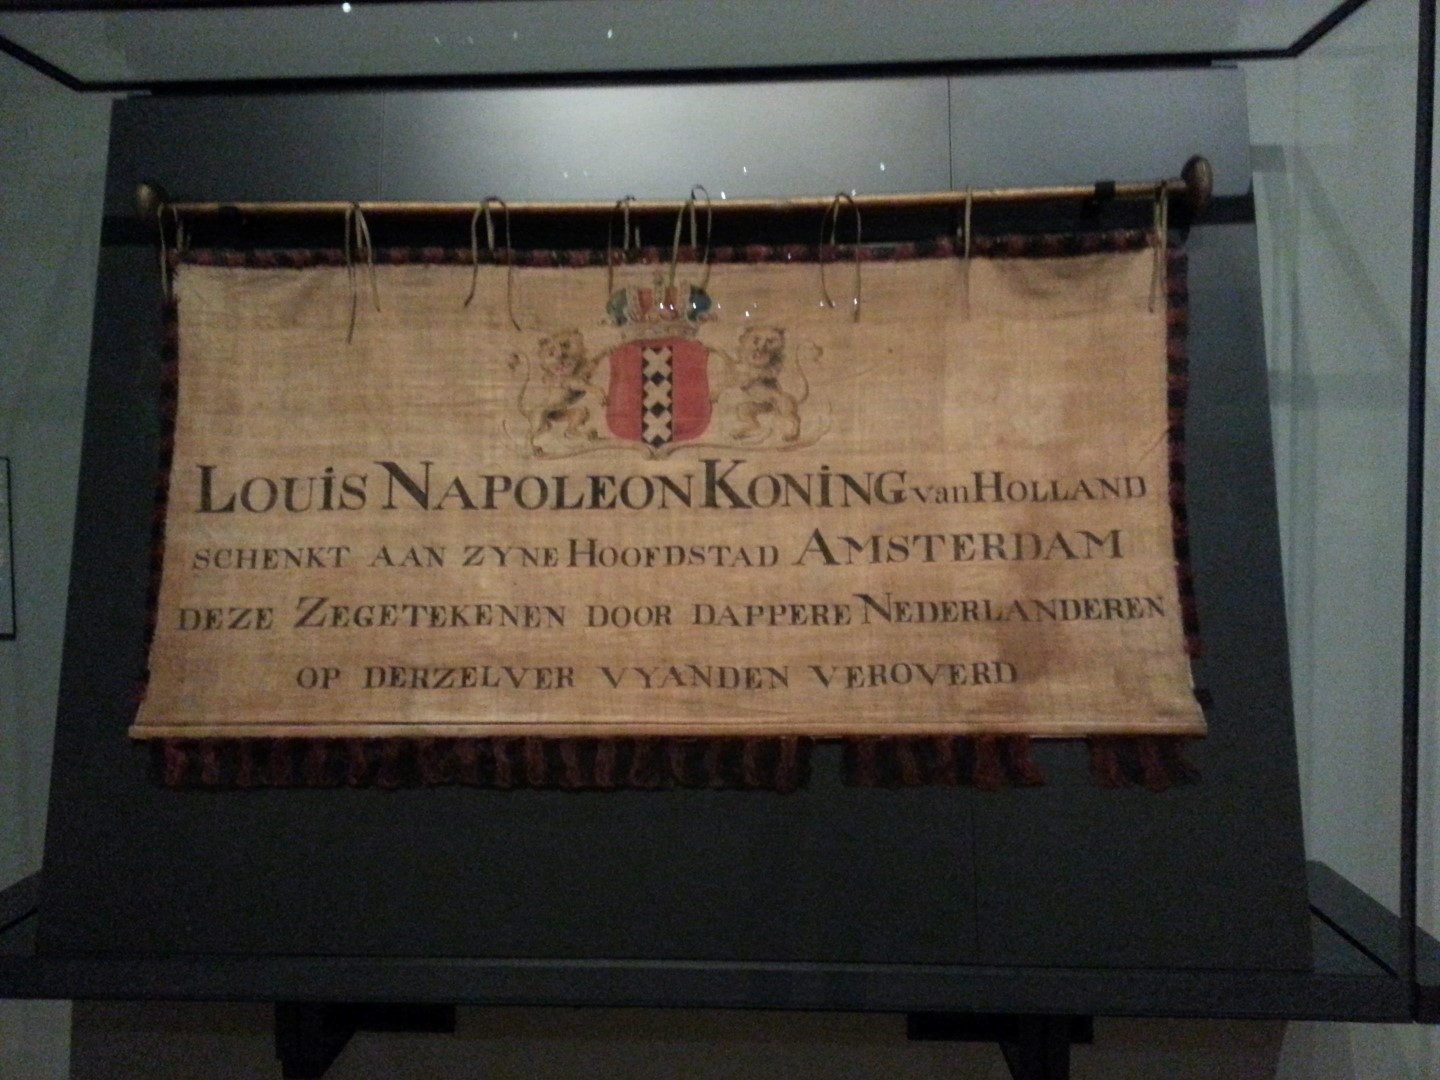 LOUiS NAPOLEON KONiNG van HOLLAND
SCHENKT AAN ZYNE HOOFDSTAD AMSTERDAM
DEZE ZEGETEKENEN DOOR DAPPERE NEDERLANDEREN
OP DERZELVER VYANDEN VEROVERD